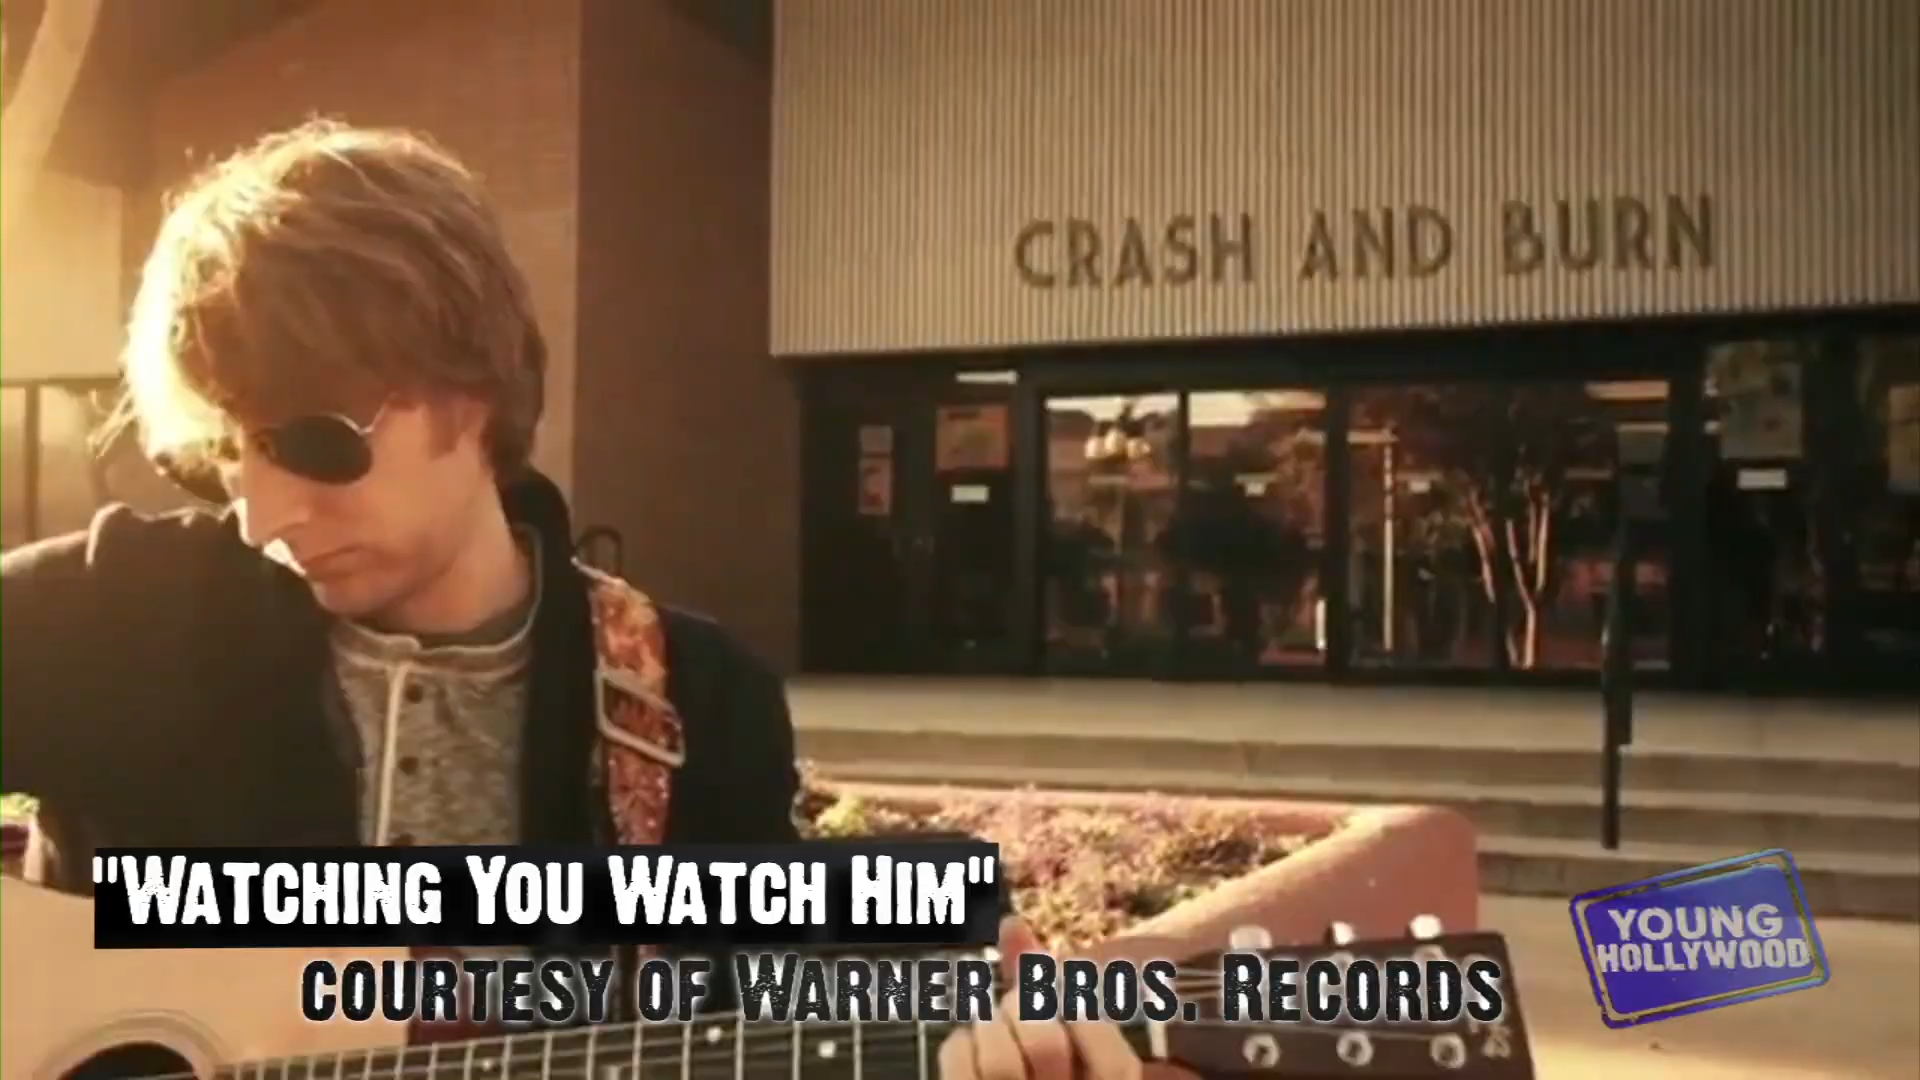 CRASH AND BURN
"WATCHING YOU WATCH HIM"
COURTESY OF WARNER BROS. RECORDS
YOUNG
HOLLYWOOD